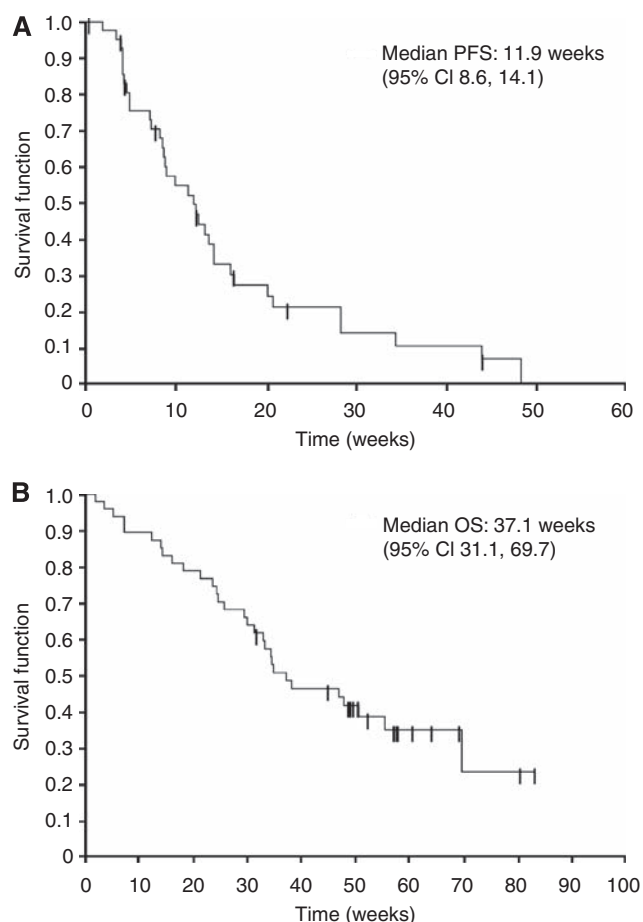 A
Median PFS: 11.9 weeks
(95% CI 8.6, 14.1)
Survival function
1.0
0.9
0.8
0.7
0.6
0.5
0.4
0.3
0.2
0.1
0
0 10 20 30 40 50 60
Time (weeks)
B
Median OS: 37.1 weeks
(95% CI 31.1, 69.7)
Survival function
1.0
0.9
0.8
0.7
0.6
0.5
0.4
0.3
0.2
0.1
0
0 10 20 30 40 50 60 70 80 90 100
Time (weeks)